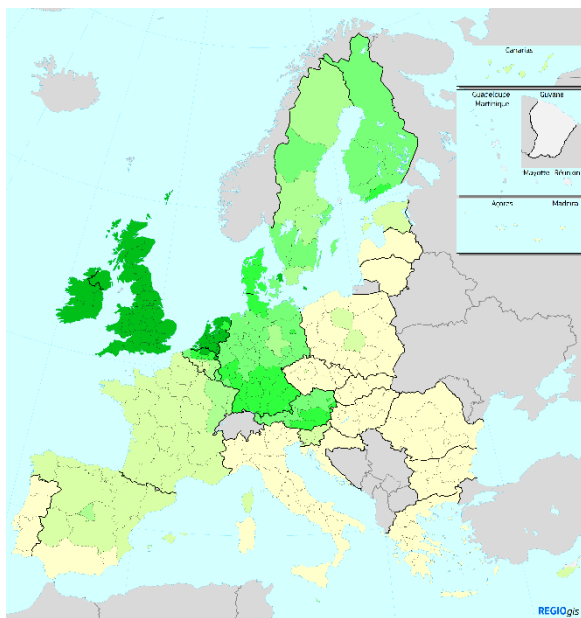 Canarias
Guadeloupe
Martinique
Guyane
Mayotte
Réunion
Açores
Madeira
REGIOgis